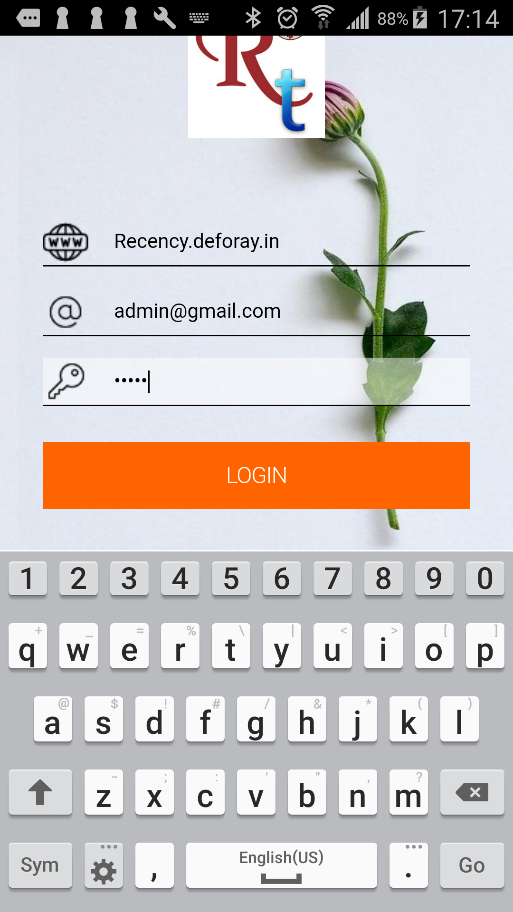 88% 17:14
Rt
Recency.deforay.in
admin@gmail.com
•••••
LOGIN
1 2 3 4 5 6 7 8 9 0
+ _ = % \ | < > [ ]
q w e r t y u i o p
@ $ ! # / & * ( )
a s d f g h j k l
- ; : ' " , ?
z x c v b n m
Sym , English(US) . Go